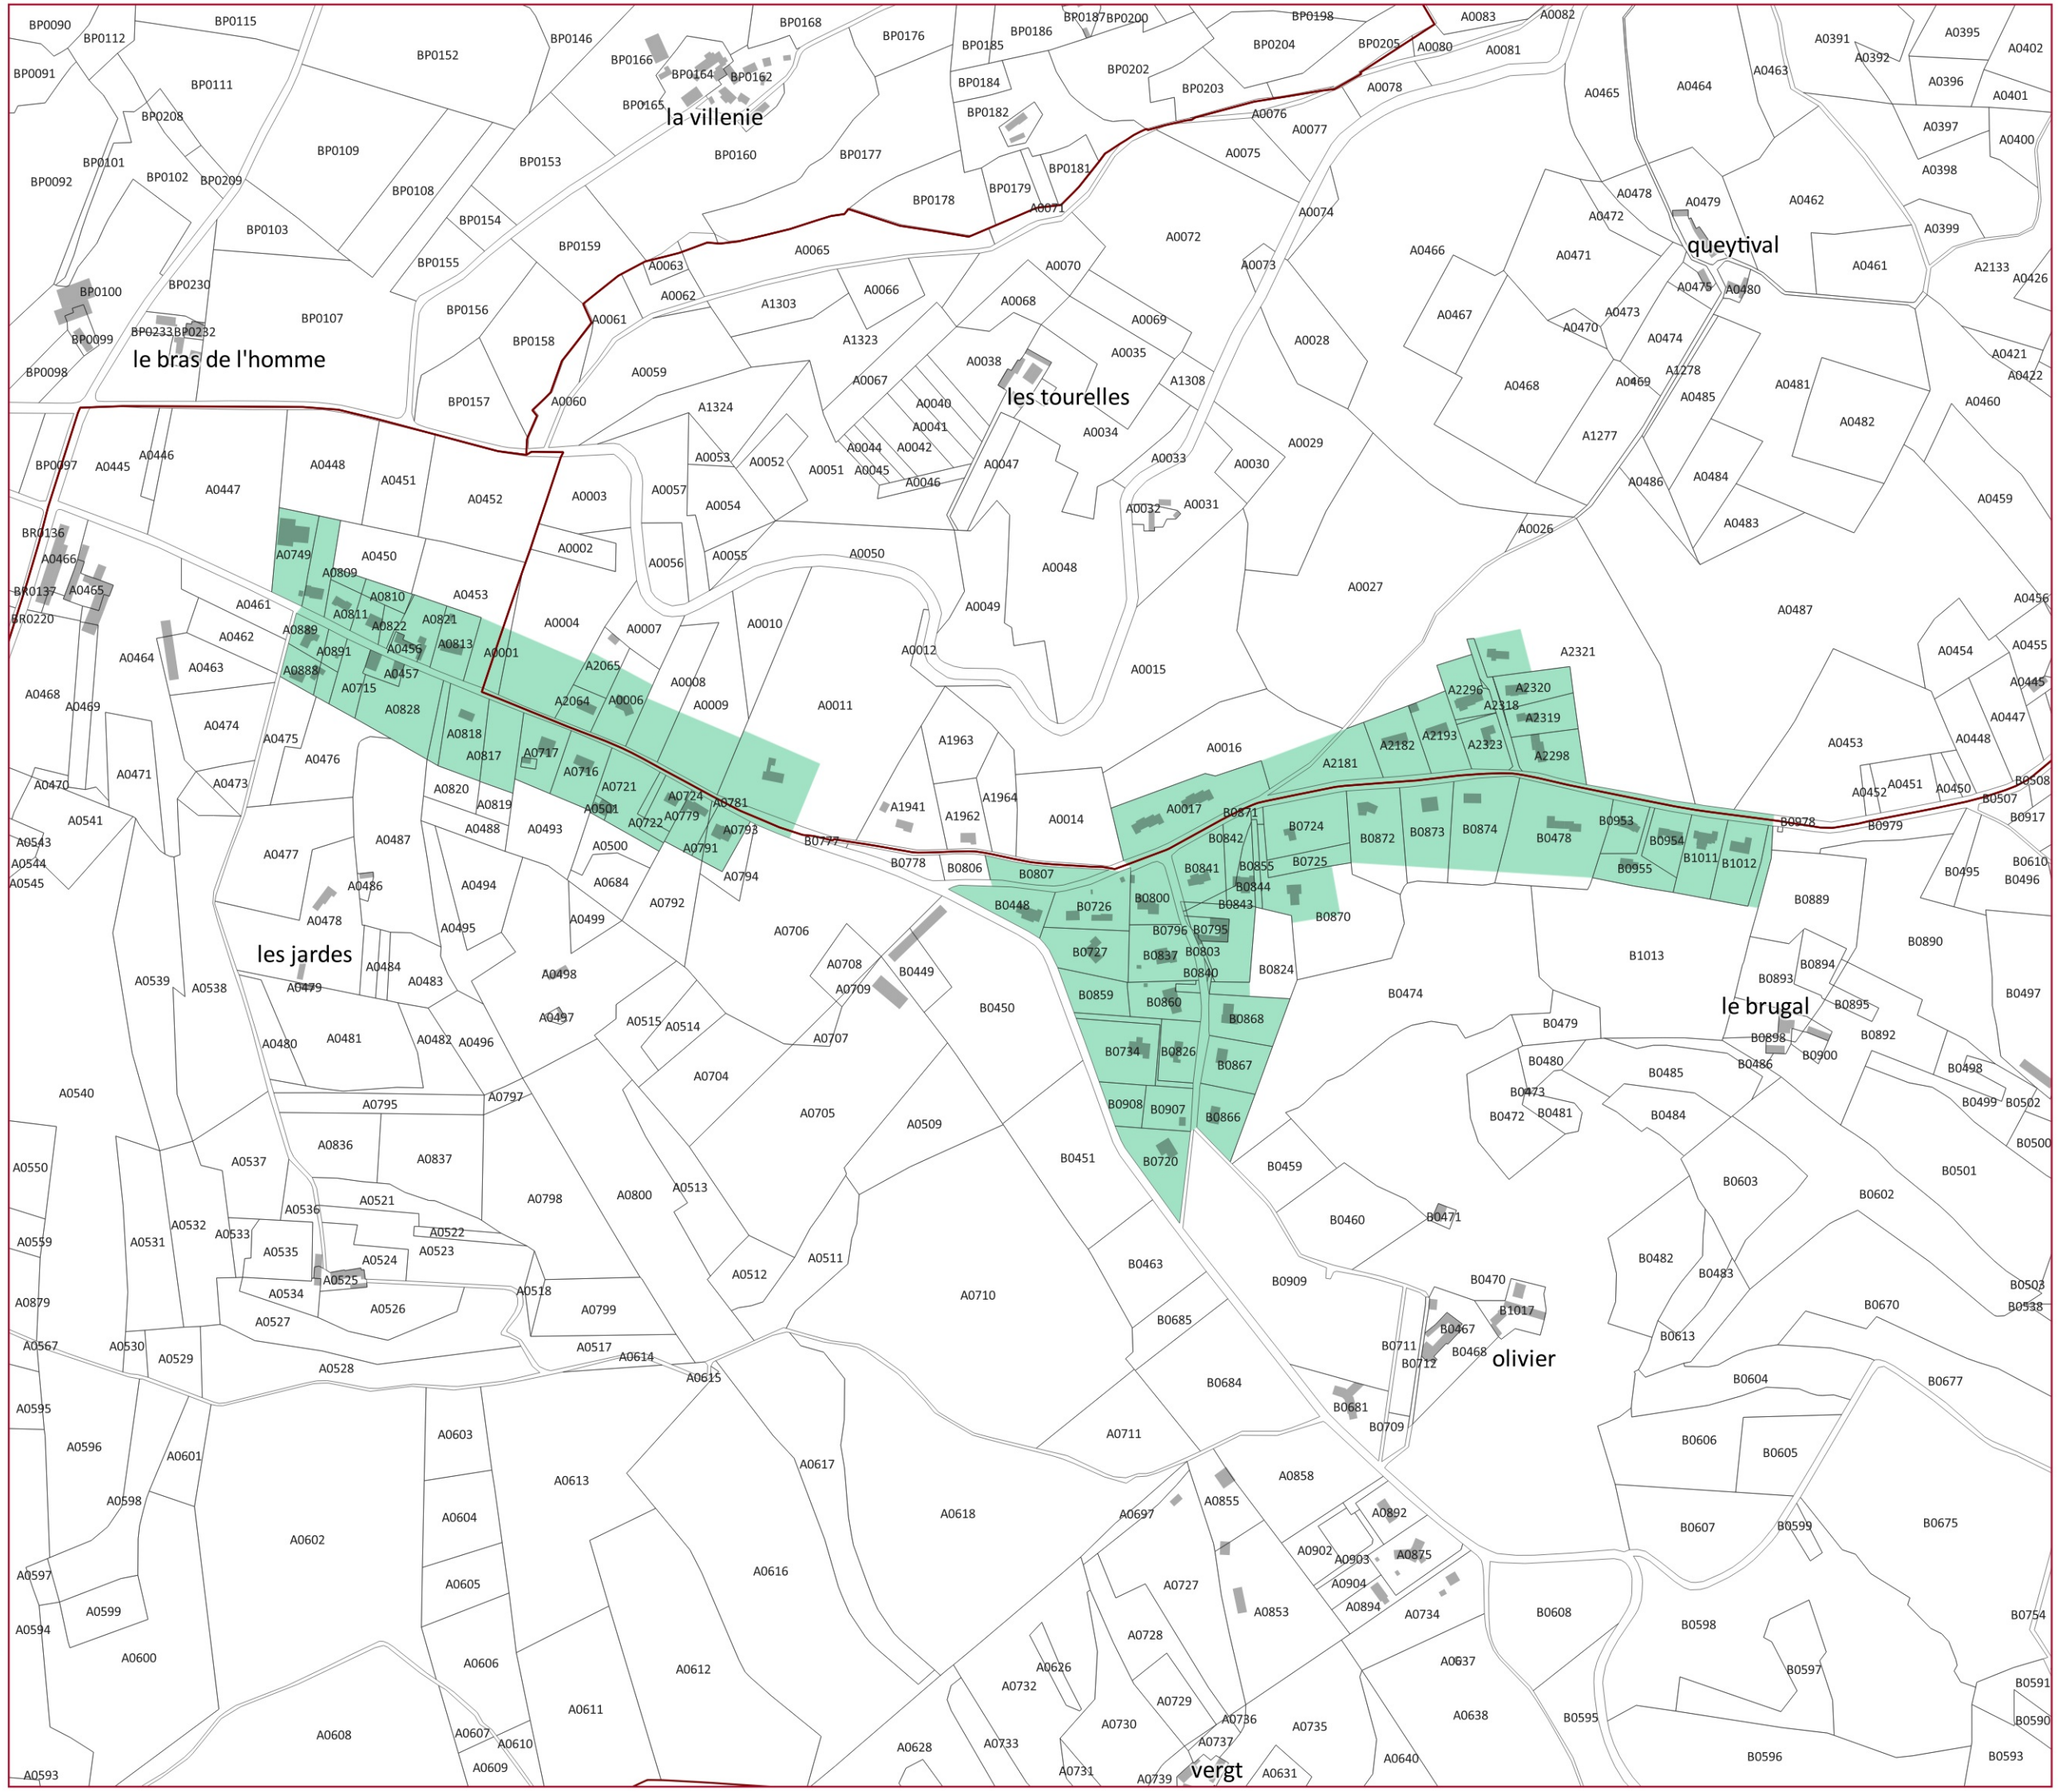 BP0090
BP0115
BP0112
BP0146
BP0168
BP0176
BP0185
BP0186
BP0187
BP0200
BP0198
A0083
A0082
A0391
A0395
A0402
BP0091
BP0111
BP0152
BP0166
BP0164
BP0162
BP0165
la villenie
BP0184
BP0202
BP0204
BP0205
A0080
A0081
A0392
A0463
A0396
A0401
BP0208
BP0203
A0078
A0465
A0464
BP0182
A0076
A0077
A0397
A0400
BP0101
BP0092
BP0102
BP0209
BP0109
BP0108
BP0153
BP0160
BP0177
BP0181
BP0179
BP0178
A0071
A0075
A0074
A0398
A0478
A0479
A0462
A0472
A0399
BP0103
BP0154
BP0155
BP0159
A0063
A0065
A0072
A0073
A0466
A0471
queytival
A0461
A2133
A0426
BP0100
BP0230
BP0107
BP0156
A0062
A1303
A0066
A0070
A0068
A0069
A0475
A0480
BP0099
BP0233
BP0232
le bras de l'homme
BP0098
BP0158
A0061
A1323
A0038
A0035
A0028
A0467
A0470
A0473
A0474
A0421
A0422
A0059
A0067
les tourelles
A1308
A0468
A0469
A1278
A0481
BP0157
A0060
A1324
A0040
A0041
A0042
A0034
A0485
A0482
A0460
BP0097
A0445
A0446
A0447
A0448
A0451
A0452
A0003
A0057
A0053
A0052
A0051
A0044
A0045
A0046
A0047
A0033
A0030
A0029
A1277
A0486
A0484
A0483
A0459
A0054
A0032
A0031
A0026
BR0136
A0466
A0749
A0450
A0002
A0056
A0055
A0050
A0048
A0027
BR0137
A0465
A0809
A0810
A0453
BR0220
A0461
A0811
A0822
A0821
A0004
A0007
A0010
A0049
A0487
A0456
A0464
A0462
A0463
A0889
A0891
A0456
A0813
A0001
A2065
A0012
A0015
A2321
A0454
A0455
A0468
A0469
A0888
A0457
A0715
A0828
A2064
A0006
A0008
A0009
A0011
A2296
A2320
A2318
A2319
A0445
A0447
A0474
A0475
A0476
A0818
A0817
A0717
A0716
A0721
A1963
A0016
A2181
A2182
A2193
A2323
A2298
A0453
A0448
A0470
A0471
A0473
A0820
A0819
A0501
A0722
A0724
A0779
A0781
A1941
A1962
A1964
A0014
A0017
B0871
A0452
A0451
A0450
B0508
B0507
B0917
A0541
A0543
A0544
A0545
A0477
A0487
A0488
A0493
A0500
A0791
A0793
A0794
B0777
B0778
B0806
B0807
B0842
B0841
B0855
B0844
B0843
B0724
B0725
B0872
B0873
B0874
B0478
B0953
B0954
B0955
B1011
B1012
B0978
B0979
B0495
B0610
B0496
A0486
A0494
A0684
A0792
A0478
A0499
A0495
A0706
B0448
B0726
B0800
B0870
B0889
les jardes
A0484
A0483
A0479
A0498
A0708
A0709
B0449
B0727
B0796
B0795
B0837
B0803
B0840
B0824
B1013
B0893
B0894
B0890
A0539
A0538
A0497
A0515
A0514
A0707
B0450
B0859
B0860
B0868
B0474
le brugal
B0895
B0497
A0480
A0481
A0482
A0496
A0704
B0734
B0826
B0867
B0479
B0898
B0900
B0892
A0540
A0795
A0797
A0705
B0480
B0473
B0485
B0486
B0498
B0499
B0502
A0836
A0837
A0509
B0908
B0907
B0866
B0472
B0481
B0484
B0500
A0550
A0537
A0798
A0800
A0513
B0451
B0720
B0459
B0603
B0501
B0602
A0532
A0536
A0521
A0522
A0523
A0533
A0535
A0524
A0559
A0531
A0525
A0511
A0512
B0460
B0471
B0463
B0482
B0483
B0909
B0470
B0503
B0538
A0879
A0534
A0527
A0526
A0518
A0799
A0710
B0685
B1017
B0467
B0468
B0711
B0712
B0670
B0613
A0567
A0530
A0529
A0528
A0517
A0614
A0615
olivier
B0684
B0681
B0709
B0604
B0677
A0595
A0596
A0601
A0603
A0711
B0606
B0605
A0598
A0613
A0617
A0858
A0855
A0602
A0604
A0618
A0697
A0892
B0607
B0599
B0675
A0597
A0599
A0605
A0616
A0902
A0903
A0875
A0904
A0894
A0727
A0853
A0734
B0608
B0598
B0754
A0594
A0600
A0606
A0612
A0728
A0626
A0732
A0637
B0597
B0591
A0608
A0607
A0610
A0609
A0611
A0729
A0730
A0736
A0735
A0638
B0595
B0590
A0593
A0628
A0733
A0731
A0737
A0739
vergt
A0631
A0640
B0596
B0593